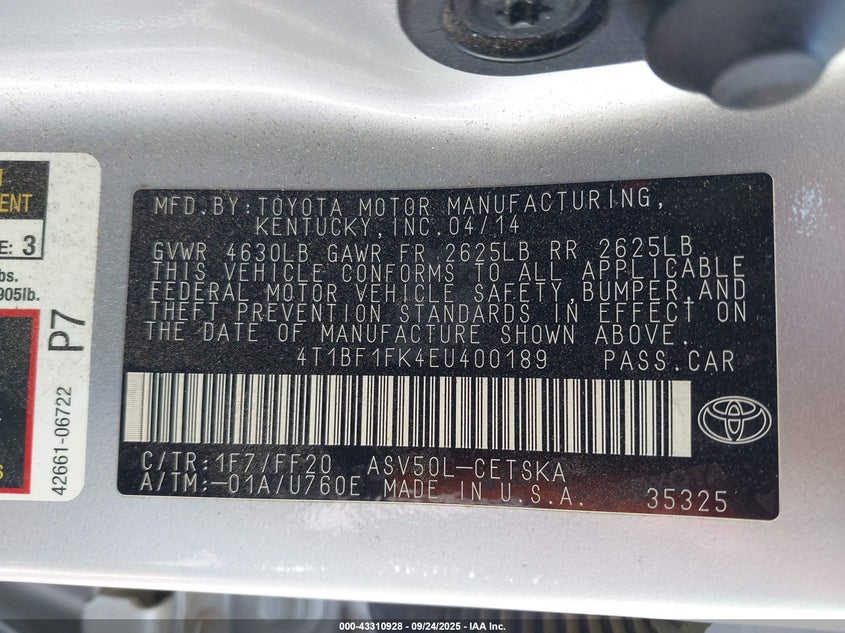 MFD.BY:TOYOTA MOTOR MANUFACTURING,
KENTUCKY,INC.04/14
GVWR 4630LB GAWR FR 2625LB RR 2625LB
THIS VEHICLE CONFORMS TO ALL APPLICABLE
FEDERAL MOTOR VEHICLE SAFETY,BUMPER,AND
THEFT PREVENTION STANDARDS IN EFFECT ON
THE DATE OF MANUFACTURE SHOWN ABOVE.
4T1BF1FK4EU400189 PASS.CAR
C/TR:1F7/FF20 ASV50L-CETSKA
A/TM:-01A/U760E MADE IN U.S.A. 35325
E: 3
bs.
905lb.
P7
42661-06722
000-43310928 - 09/24/2025 - IAA Inc.